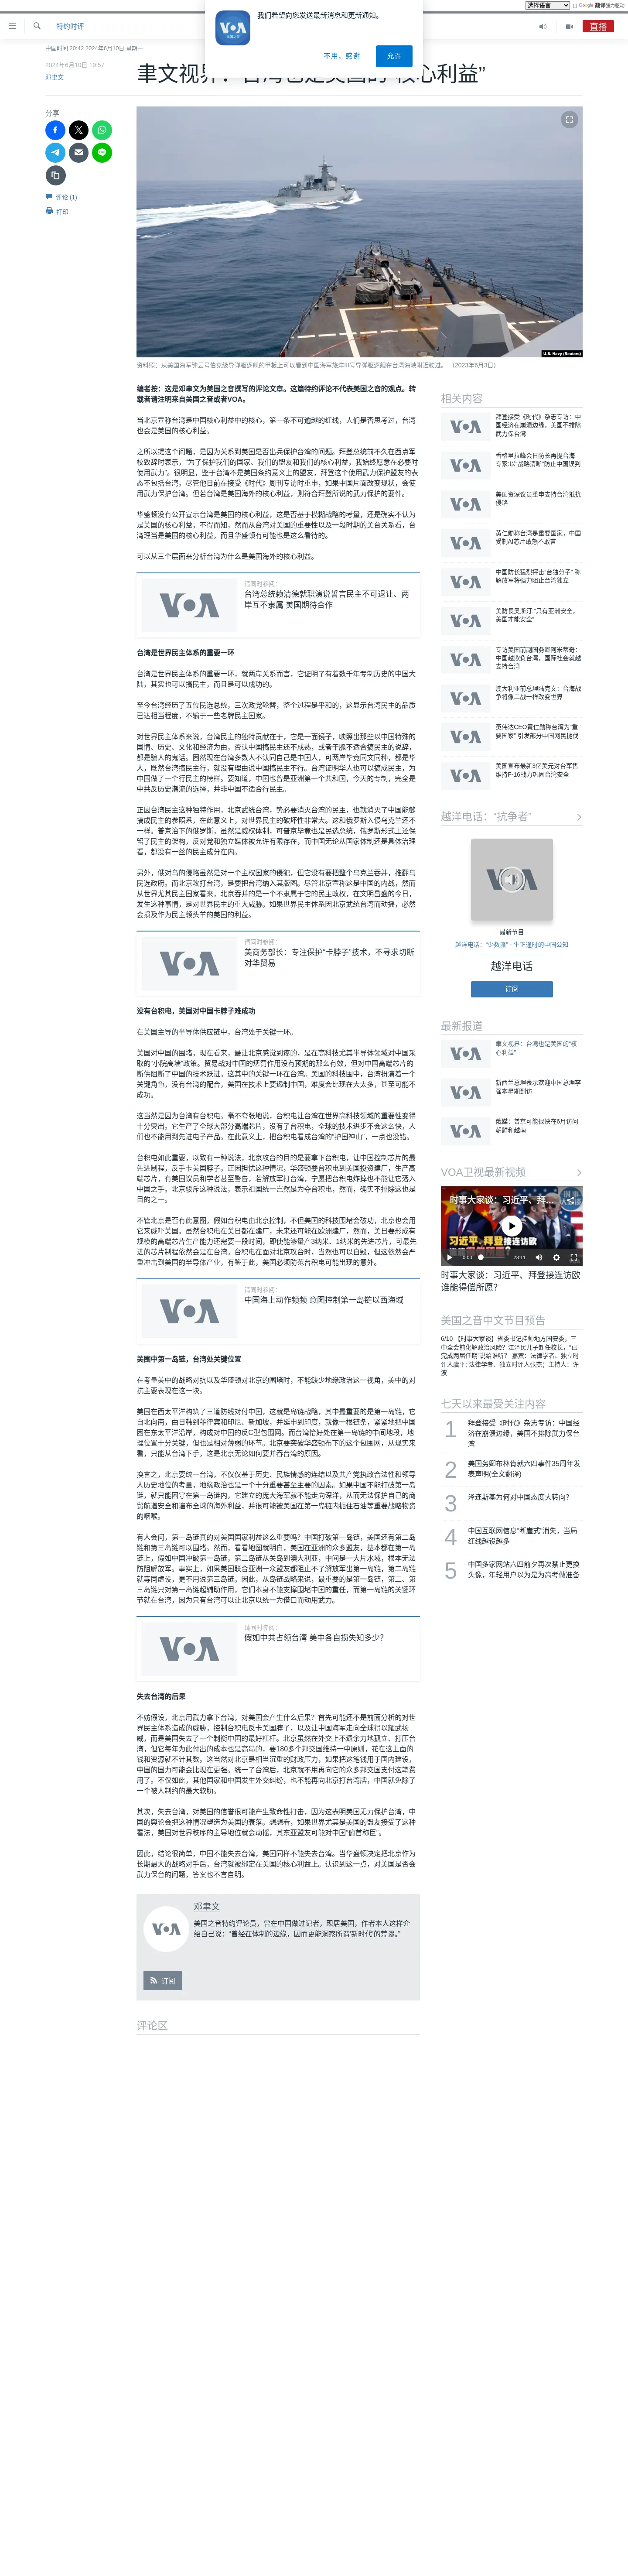 选择语言
由 Google 翻译强力驱动
我们希望向您发送最新消息和更新通知。
不用，感谢
允许
特约时评
直播
中国时间 20:42 2024年6月10日 星期一
2024年6月10日 19:57
邓聿文
聿文视界：台湾也是美国的“核心利益”
分享
评论 (1)
打印
U.S. Navy (Reuters)
资料照：从美国海军钟云号伯克级导弹驱逐舰的甲板上可以看到中国海军旅洋III号导弹驱逐舰在台湾海峡附近驶过。（2023年6月3日）
编者按：这是邓聿文为美国之音撰写的评论文章。这篇特约评论不代表美国之音的观点。转
载者请注明来自美国之音或者VOA。
当北京宣称台湾是中国核心利益中的核心，第一条不可逾越的红线，人们是否思考过，台湾
也会是美国的核心利益。
之所以提这个问题，是因为关系到美国是否出兵保护台湾的问题。拜登总统前不久在西点军
校致辞时表示，“为了保护我们的国家、我们的盟友和我们的核心利益，我始终愿意在必要时
使用武力”。很明显，鉴于台湾不是美国条约意义上的盟友，拜登这个对使用武力保护的表
态不包括台湾。尽管他日前在接受《时代》周刊专访时重申，如果中国片面改变现状，会使
用武力保护台湾。但若台湾是美国海外的核心利益，则符合拜登所说的武力保护的要件。
华盛顿没有公开宣示台湾是美国的核心利益，这是否基于模糊战略的考量，还是确实不认为
是美国的核心利益，不得而知，然而从台湾对美国的重要性以及一段时期的美台关系看，台
湾理当是美国的核心利益，而且华盛顿有可能也是这么看待的。
可以从三个层面来分析台湾为什么是美国海外的核心利益。
请同时参阅:
台湾总统赖清德就职演说誓言民主不可退让、两
岸互不隶属 美国期待合作
台湾是世界民主体系的重要一环
台湾是世界民主体系的重要一环，就两岸关系而言，它证明了有着数千年专制历史的中国大
陆，其实也可以搞民主，而且是可以成功的。
至今台湾经历了五位民选总统，三次政党轮替，整个过程是平和的，这显示台湾民主的品质
已达相当程度，不输于一些老牌民主国家。
对世界民主体系来说，台湾民主的独特贡献在于，它是一面镜子，映照出那些以中国特殊的
国情、历史、文化和经济为由，否认中国搞民主还不成熟，或者干脆不适合搞民主的说辞，
都是骗人的鬼话。固然现在台湾多数人不认同自己是中国人，可两岸毕竟同文同种，都是华
人，既然台湾搞民主行，就没有理由说中国搞民主不行。台湾证明华人也可以搞成民主，为
中国做了一个行民主的榜样。要知道，中国也曾是亚洲第一个共和国，今天的专制，完全是
中共反历史潮流的选择，并非中国不适合行民主。
正因台湾民主这种独特作用，北京武统台湾，势必要消灭台湾的民主，也就消灭了中国能够
搞成民主的参照系，在此意义上，对世界民主的破坏性非常大。这和俄罗斯入侵乌克兰还不
一样。普京治下的俄罗斯，虽然是威权体制，可普京毕竟也是民选总统，俄罗斯形式上还保
留了民主的架构，反对党和独立媒体被允许有限存在，而中国无论从国家体制还是具体治理
看，都没有一丝的民主成分在内。
另外，俄对乌的侵略虽然是对一个主权国家的侵犯，但它没有要把整个乌克兰吞并，推翻乌
民选政府。而北京攻打台湾，是要把台湾纳入其版图。尽管北京宣称这是中国的内战，然而
从世界尤其民主国家看来，北京吞并的是一个不隶属于它的民主政权，在文明昌盛的今日，
发生这种事情，是对世界民主的重大威胁。如果世界民主体系因北京武统台湾而动摇，必然
会损及作为民主领头羊的美国的利益。
请同时参阅:
美商务部长：专注保护“卡脖子”技术，不寻求切断
对华贸易
没有台积电，美国对中国卡脖子难成功
在美国主导的半导体供应链中，台湾处于关键一环。
美国对中国的围堵，现在看来，最让北京感觉到疼的，是在高科技尤其半导体领域对中国采
取的“小院高墙”政策。贸易战对中国的惩罚作用没有预期的那么有效，但对中国高端芯片的
断供阻断了中国的技术跃进。这其中的关键一环在台湾。美国的科技围中，台湾扮演着一个
关键角色，没有台湾的配合，美国在技术上要遏制中国，难度会比现在大太多，甚至可能不
成功。
这当然是因为台湾有台积电。毫不夸张地说，台积电让台湾在世界高科技领域的重要性变得
十分突出。它生产了全球大部分高端芯片，没有了台积电，全球的技术进步不会这么快，人
们也不能用到先进电子产品。在此意义上，把台积电看成台湾的“护国神山”，一点也没错。
台积电如此重要，以致有一种说法，北京攻台的目的是要拿下台积电，让中国控制芯片的最
先进制程，反手卡美国脖子。正因担忧这种情况，华盛顿要台积电到美国投资建厂，生产高
端芯片，有美国议员和学者甚至警告，若解放军攻打台湾，宁愿把台积电炸掉也不能让它落入
中国之手。北京驳斥这种说法，表示祖国统一岂然是为夺台积电，然而，确实不排除这也是
目的之一。
不管北京是否有此意图，假如台积电由北京控制，不但美国的科技围堵会破功，北京也会用
它来威吓美国。虽然台积电在美日都在建厂，未来还可能在欧洲建厂，然而，美日要形成有
规模的高端芯片生产能力还需要一段时间，即便能够量产3纳米、1纳米的先进芯片，可最先
进的芯片制程依然会是在台湾。台积电在面对北京攻台时，当然也可以自毁，但这依然会严
重冲击到美国的半导体产业，有鉴于此，美国必须防范台积电可能出现的意外。
请同时参阅:
中国海上动作频频 意图控制第一岛链以西海域
美围中第一岛链，台湾处关键位置
在考量美中的战略对抗以及华盛顿对北京的围堵时，不能缺少地缘政治这一视角，美中的对
抗主要表现在这一块。
美国在西太平洋构筑了三道防线对付中国，这就是岛链战略，其中最重要的是第一岛链，它
自北向南，由日韩到菲律宾和印尼、新加坡，并延申到印度，就像一根链条，紧紧地把中国
困在东太平洋沿岸，构成对中国的反C型包围网。而台湾恰好处在第一岛链的中间地段，地
理位置十分关键，但也是相对薄弱的环节。北京要突破华盛顿布下的这个包围网，从现实来
看，只能从台湾下手，这是北京无论如何要并吞台湾的原因。
换言之，北京要统一台湾，不仅仅基于历史、民族情感的连结以及共产党执政合法性和领导
人历史地位的考量，地缘政治也是一个十分重要甚至主要的因素。如果中国不能打破第一岛
链，就只能困守在第一岛链内，它建立的庞大海军就不能走向深洋，从而无法保护自己的商
贸航道安全和遍布全球的海外利益，并很可能被美国在第一岛链内扼住石油等重要战略物资
的咽喉。
有人会问，第一岛链真的对美国国家利益这么重要吗？中国打破第一岛链，美国还有第二岛
链和第三岛链可以围堵。然而，看看地图就明白，美国在亚洲的众多盟友，基本都在第一岛
链上，假如中国冲破第一岛链，第二岛链从关岛到澳大利亚，中间是一大片水域，根本无法
防阻解放军。事实上，如果美国联合亚洲一众盟友都阻止不了解放军出第一岛链，第二岛链
就等同虚设，更不用说第三岛链。因此，从岛链战略来说，最重要的是第一岛链，第二、第
三岛链只对第一岛链起辅助作用，它们本身不能支撑围堵中国的重任，而第一岛链的关键环
节就在台湾，因为只有台湾可以让北京以统一为借口而动用武力。
请同时参阅:
假如中共占领台湾 美中各自损失知多少？
失去台湾的后果
不妨假设，北京用武力拿下台湾，对美国会产生什么后果？首先可能还不是前面分析的对世
界民主体系造成的威胁，控制台积电反卡美国脖子，以及让中国海军走向全球得以耀武扬
威，而是美国失去了一个制衡中国的最好杠杆。北京虽然在外交上不遗余力地孤立、打压台
湾，但它每年为此付出的成本也是高昂的，要180多个邦交国维持一中原则，花在这上面的
钱和资源就不计其数。这当然对北京是相当沉重的财政压力，如果把这笔钱用于国内建设，
中国的国力可能会比现在更强。统一了台湾后，北京就不用再向它的众多邦交国支付这笔费
用了。不仅如此，其他国家和中国发生外交纠纷，也不能再向北京打台湾牌，中国就免除了
一个被人制约的最大软肋。
其次，失去台湾，对美国的信誉很可能产生致命性打击，因为这表明美国无力保护台湾，中
国的舆论会把这种情况塑造为美国的衰落。想想看，如果世界尤其是美国的盟友接受了这种
看法，美国对世界秩序的主导地位就会动摇，其东亚盟友可能对中国“俯首称臣”。
因此，结论很简单，中国不能失去台湾，美国同样不能失去台湾。当华盛顿决定把北京作为
长期最大的战略对手后，台湾就被绑定在美国的核心利益上。认识到这一点，对美国是否会
武力保台的问题，答案也不言自明。
邓聿文
美国之音特约评论员，曾在中国做过记者，现居美国，作者本人这样介
绍自己说：“曾经在体制的边缘，因而更能洞察所谓‘新时代’的荒谬。”
订阅
评论区
相关内容
拜登接受《时代》杂志专访：中
国经济在崩溃边缘，美国不排除
武力保台湾
香格里拉峰会日防长再提台海
专家:以“战略清晰”防止中国误判
美国资深议员重申支持台湾抵抗
侵略
黄仁勋称台湾是重要国家，中国
受制AI芯片敢怒不敢言
中国防长猛烈抨击“台独分子” 称
解放军将强力阻止台湾独立
美防長奧斯汀:“只有亚洲安全，
美国才能安全”
专访美国前副国务卿阿米蒂奇：
中国越欺负台湾，国际社会就越
支持台湾
澳大利亚前总理陆克文：台海战
争将像二战一样改变世界
英伟达CEO黄仁勋称台湾为“重
要国家” 引发部分中国网民挞伐
美国宣布最新3亿美元对台军售
维持F-16战力巩固台湾安全
越洋电话：“抗争者”
最新节目
越洋电话：“少数派” - 生正逢时的中国公知
越洋电话
订阅
最新报道
聿文视界：台湾也是美国的“核
心利益”
新西兰总理表示欢迎中国总理李
强本星期到访
俄媒：普京可能很快在6月访问
朝鲜和越南
VOA卫视最新视频
时事大家谈：习近平、拜…
习近平、拜登接连访欧
0:00
23:11
时事大家谈：习近平、拜登接连访欧
谁能得偿所愿？
美国之音中文节目预告
6/10 【时事大家谈】省委书记挂帅地方国安委，三
中全会前化解政治风险？江泽民儿子卸任校长，“已
完成两届任期”说给谁听？ 嘉宾：法律学者、独立时
评人虞平; 法律学者、独立时评人张杰；主持人：许
波
七天以来最受关注内容
1
拜登接受《时代》杂志专访：中国经
济在崩溃边缘，美国不排除武力保台
湾
2
美国务卿布林肯就六四事件35周年发
表声明(全文翻译)
3
泽连斯基为何对中国态度大转向？
4
中国互联网信息“断崖式”消失，当局
红线越设越多
5
中国多家网站六四前夕再次禁止更换
头像，年轻用户以为是为高考做准备